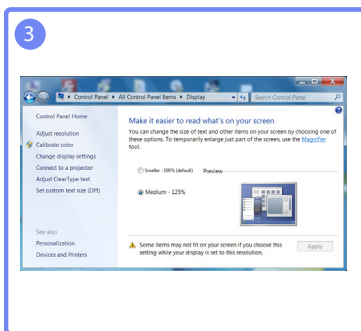 3
Control Panel ▸ All Control Panel Items ▸ Display
Search Control Panel
Control Panel Home
Adjust resolution
Calibrate color
Change display settings
Connect to a projector
Adjust ClearType text
Set custom text size (DPI)
See also
Personalization
Devices and Printers
Make it easier to read what's on your screen
You can change the size of text and other items on your screen by choosing one of
these options. To temporarily enlarge just part of the screen, use the Magnifier
tool.
Smaller - 100% (default)
Preview
Medium - 125%
Some items may not fit on your screen if you choose this
setting while your display is set to this resolution.
Apply